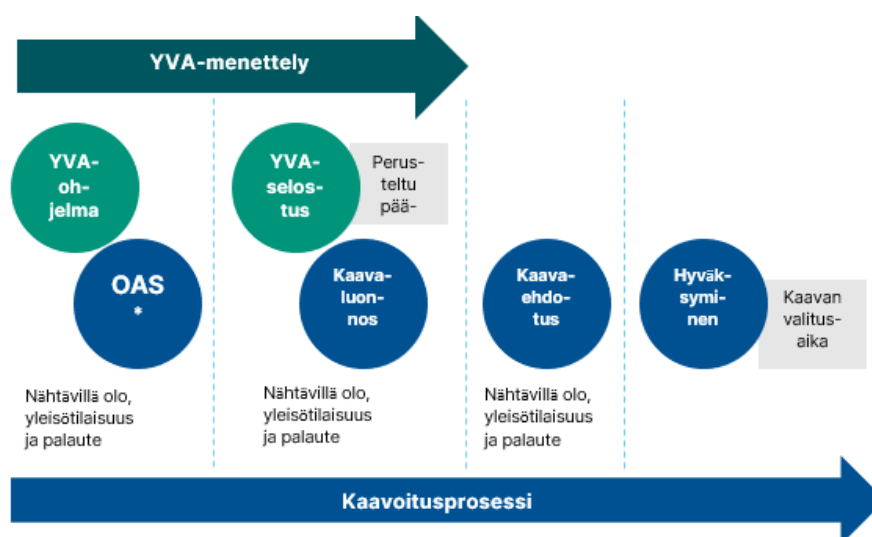 YVA-menettely
YVA-
oh-
jelma
YVA-
selos-
tus
Perus-
teltu
pää-
OAS
*
Kaava-
luon-
nos
Kaava-
ehdo-
tus
Hyväk-
symi-
nen
Kaavan
valitus-
aika
Nähtävillä olo,
yleisötilaisuus
ja palaute
Nähtävillä olo,
yleisötilaisuus
ja palaute
Nähtävillä olo,
yleisötilaisuus
ja palaute
Kaavoitusprosessi